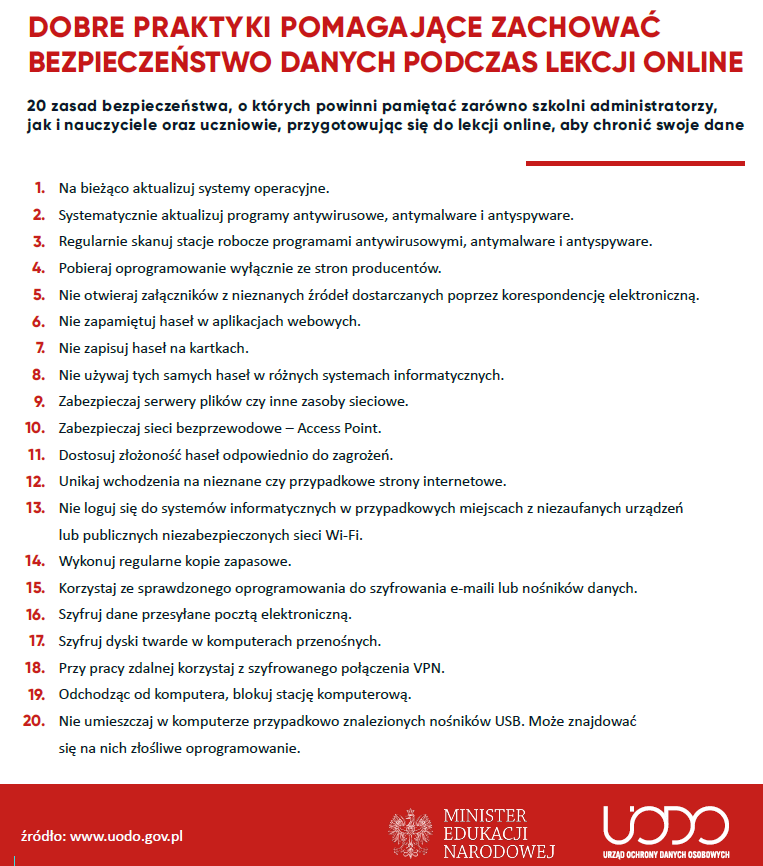 DOBRE PRAKTYKI POMAGAJĄCE ZACHOWAĆ
BEZPIECZEŃSTWO DANYCH PODCZAS LEKCJI ONLINE
20 zasad bezpieczeństwa, o których powinni pamiętać zarówno szkolni administratorzy,
jak i nauczyciele oraz uczniowie, przygotowując się do lekcji online, aby chronić swoje dane
1. Na bieżąco aktualizuj systemy operacyjne.
2. Systematycznie aktualizuj programy antywirusowe, antymalware i antyspyware.
3. Regularnie skanuj stacje robocze programami antywirusowymi, antymalware i antyspyware.
4. Pobieraj oprogramowanie wyłącznie ze stron producentów.
5. Nie otwieraj załączników z nieznanych źródeł dostarczanych poprzez korespondencję elektroniczną.
6. Nie zapamiętuj haseł w aplikacjach webowych.
7. Nie zapisuj haseł na kartkach.
8. Nie używaj tych samych haseł w różnych systemach informatycznych.
9. Zabezpieczaj serwery plików czy inne zasoby sieciowe.
10. Zabezpieczaj sieci bezprzewodowe – Access Point.
11. Dostosuj złożoność haseł odpowiednio do zagrożeń.
12. Unikaj wchodzenia na nieznane czy przypadkowe strony internetowe.
13. Nie loguj się do systemów informatycznych w przypadkowych miejscach z niezaufanych urządzeń
lub publicznych niezabezpieczonych sieci Wi-Fi.
14. Wykonuj regularne kopie zapasowe.
15. Korzystaj ze sprawdzonego oprogramowania do szyfrowania e-maili lub nośników danych.
16. Szyfruj dane przesyłane pocztą elektroniczną.
17. Szyfruj dyski twarde w komputerach przenośnych.
18. Przy pracy zdalnej korzystaj z szyfrowanego połączenia VPN.
19. Odchodząc od komputera, blokuj stację komputerową.
20. Nie umieszczaj w komputerze przypadkowo znalezionych nośników USB. Może znajdować
się na nich złośliwe oprogramowanie.
źródło: www.uodo.gov.pl
MINISTER
EDUKACJI
NARODOWEJ
UODO
URZĄD OCHRONY DANYCH OSOBOWYCH